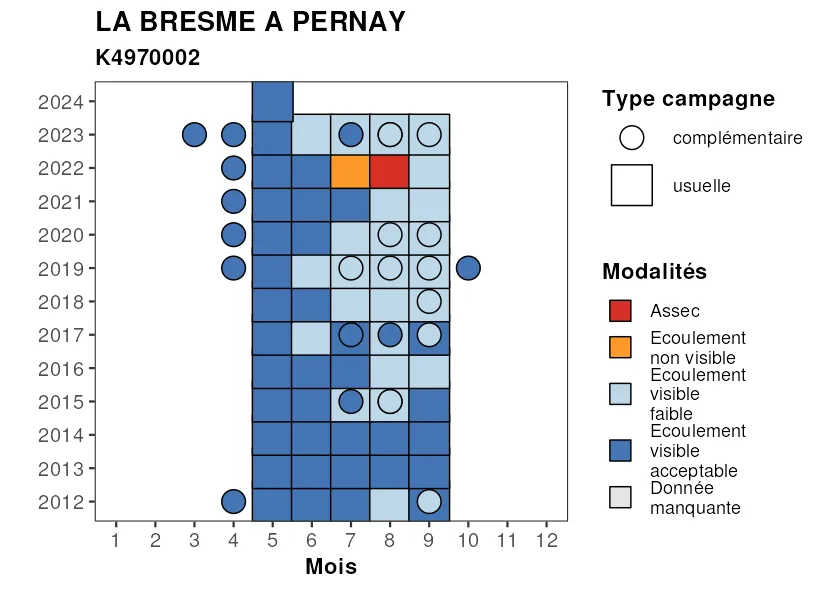 LA BRESME A PERNAY
K4970002
2024
2023
2022
2021
2020
2019
2018
2017
2016
2015
2014
2013
2012
1 2 3 4 5 6 7 8 9 10 11 12
Mois
Type campagne
complémentaire
usuelle
Modalités
Assec
Ecoulement
non visible
Ecoulement
visible
faible
Ecoulement
visible
acceptable
Donnée
manquante